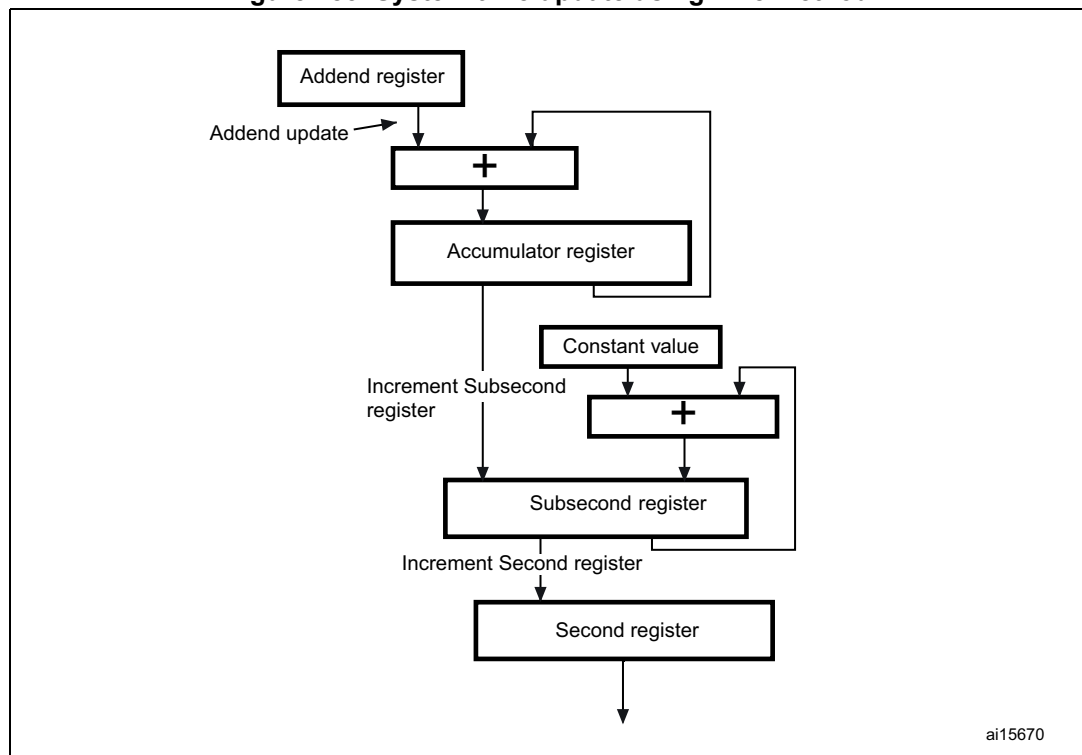 Addend register
Addend update
+
Accumulator register
Constant value
Increment Subsecond
register
+
Subsecond register
Increment Second register
Second register
ai15670